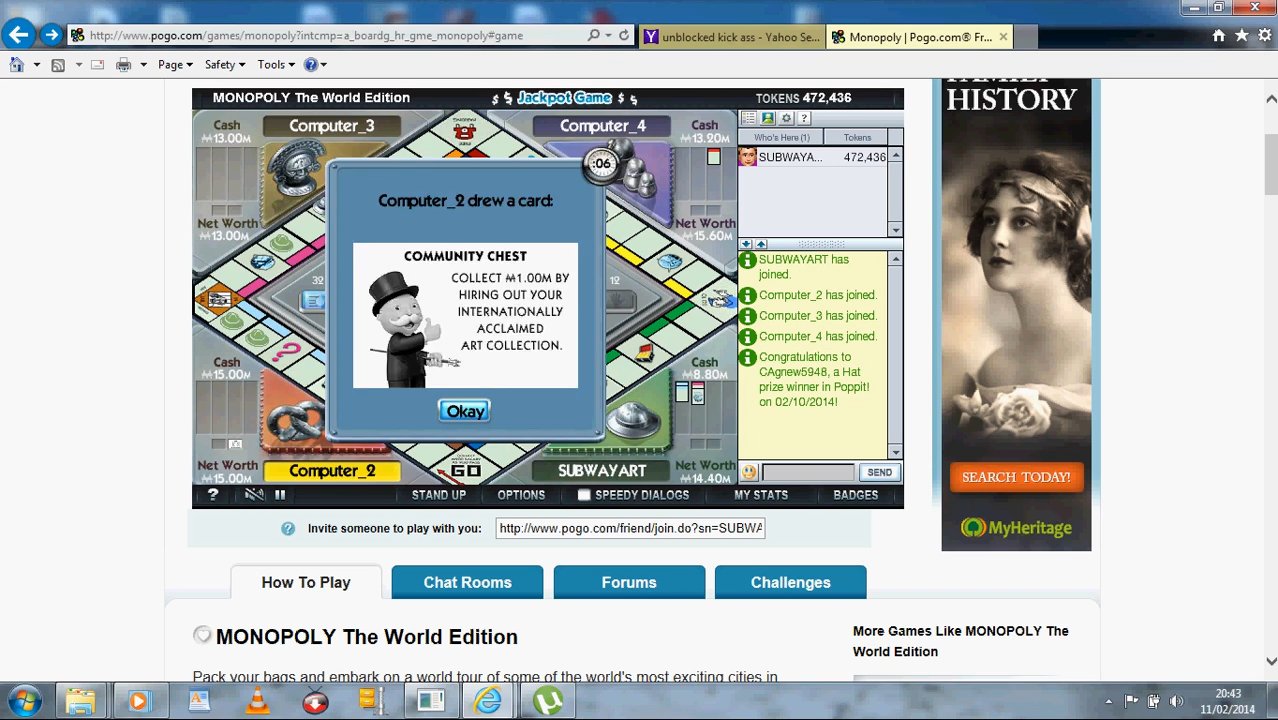 http://www.pogo.com/games/monopoly?intcmp=a_boardg_hr_gme_monopoly#game
unblocked kick ass - Yahoo Se...
Monopoly | Pogo.com® Fr...
Page
Safety
Tools
MONOPOLY The World Edition
Jackpot Game
TOKENS 472,436
Cash
₩13.00M
Computer_3
Computer_4
Cash
₩13.20M
Net Worth
₩13.00M
Net Worth
₩15.60M
:06
Computer_2 drew a card:
COMMUNITY CHEST
COLLECT ₩1.00M BY
HIRING OUT YOUR
INTERNATIONALLY
ACCLAIMED
ART COLLECTION.
Okay
32
12
Cash
₩15.00M
Cash
₩8.80M
Net Worth
₩15.00M
Computer_2
GO
SUBWAYART
Net Worth
₩14.40M
Who's Here (1)
Tokens
SUBWAYA...
472,436
SUBWAYART has
joined.
Computer_2 has joined.
Computer_3 has joined.
Computer_4 has joined.
Congratulations to
CAgnew5948, a Hat
prize winner in Poppit!
on 02/10/2014!
SEND
?
STAND UP
OPTIONS
SPEEDY DIALOGS
MY STATS
BADGES
Invite someone to play with you:
http://www.pogo.com/friend/join.do?sn=SUBWA
HISTORY
SEARCH TODAY!
MyHeritage
How To Play
Chat Rooms
Forums
Challenges
MONOPOLY The World Edition
Pack your bags and embark on a world tour of some of the world's most exciting cities in
More Games Like MONOPOLY The
World Edition
20:43
11/02/2014